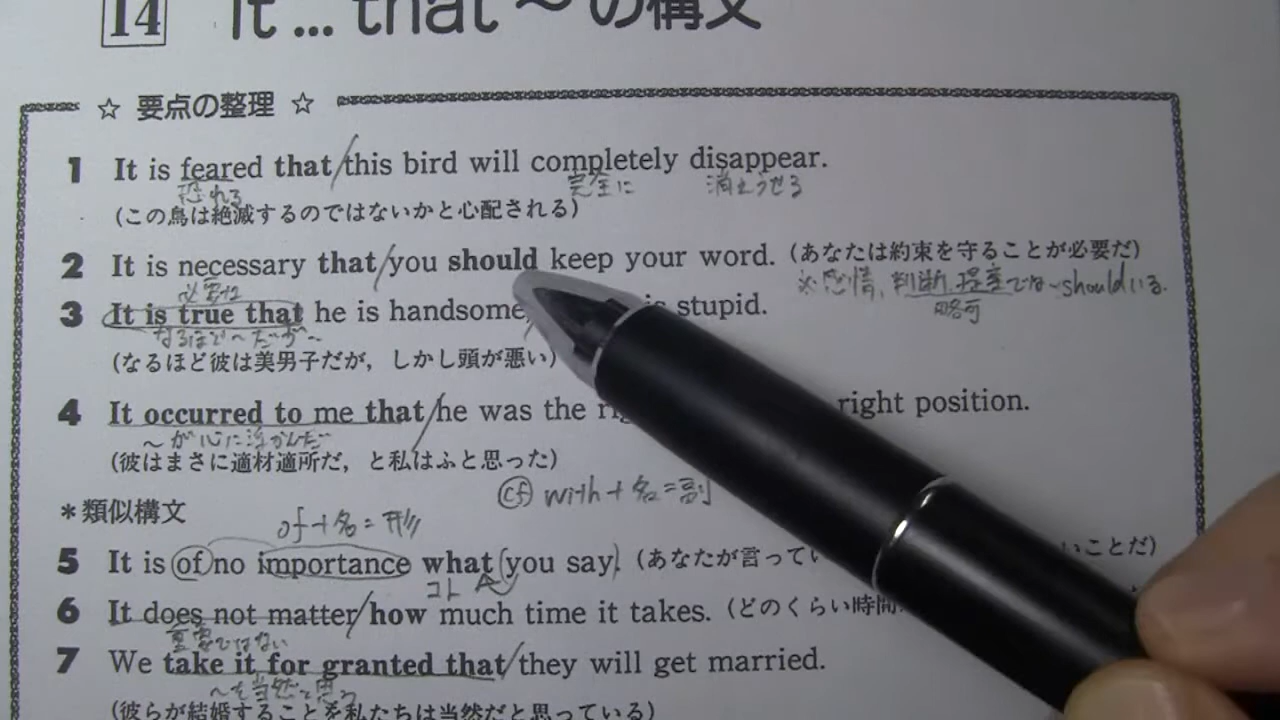 14 It ... that ~ の構文
☆ 要点の整理 ☆
1 It is feared that/this bird will completely disappear.
恐れる 完全に 消えうせる
(この鳥は絶滅するのではないかと心配される)
2 It is necessary that/you should keep your word. (あなたは約束を守ることが必要だ)
必要な ※感情、判断、提案でな~shouldいる。
略可
3 It is true that he is handsome, is stupid.
なるほど~だが~
(なるほど彼は美男子だが，しかし頭が悪い)
4 It occurred to me that/he was the right position.
~が心に浮かんだ
(彼はまさに適材適所だ，と私はふと思った)
cf with+名=副
*類似構文
of+名=形
5 It is of no importance what (you say). (あなたが言って いことだ)
コト
6 It does not matter/how much time it takes. (どのくらい時間
重要ではない
7 We take it for granted that/they will get married.
~を当然と思う
(彼らが結婚することを私たちは当然だと思っている)